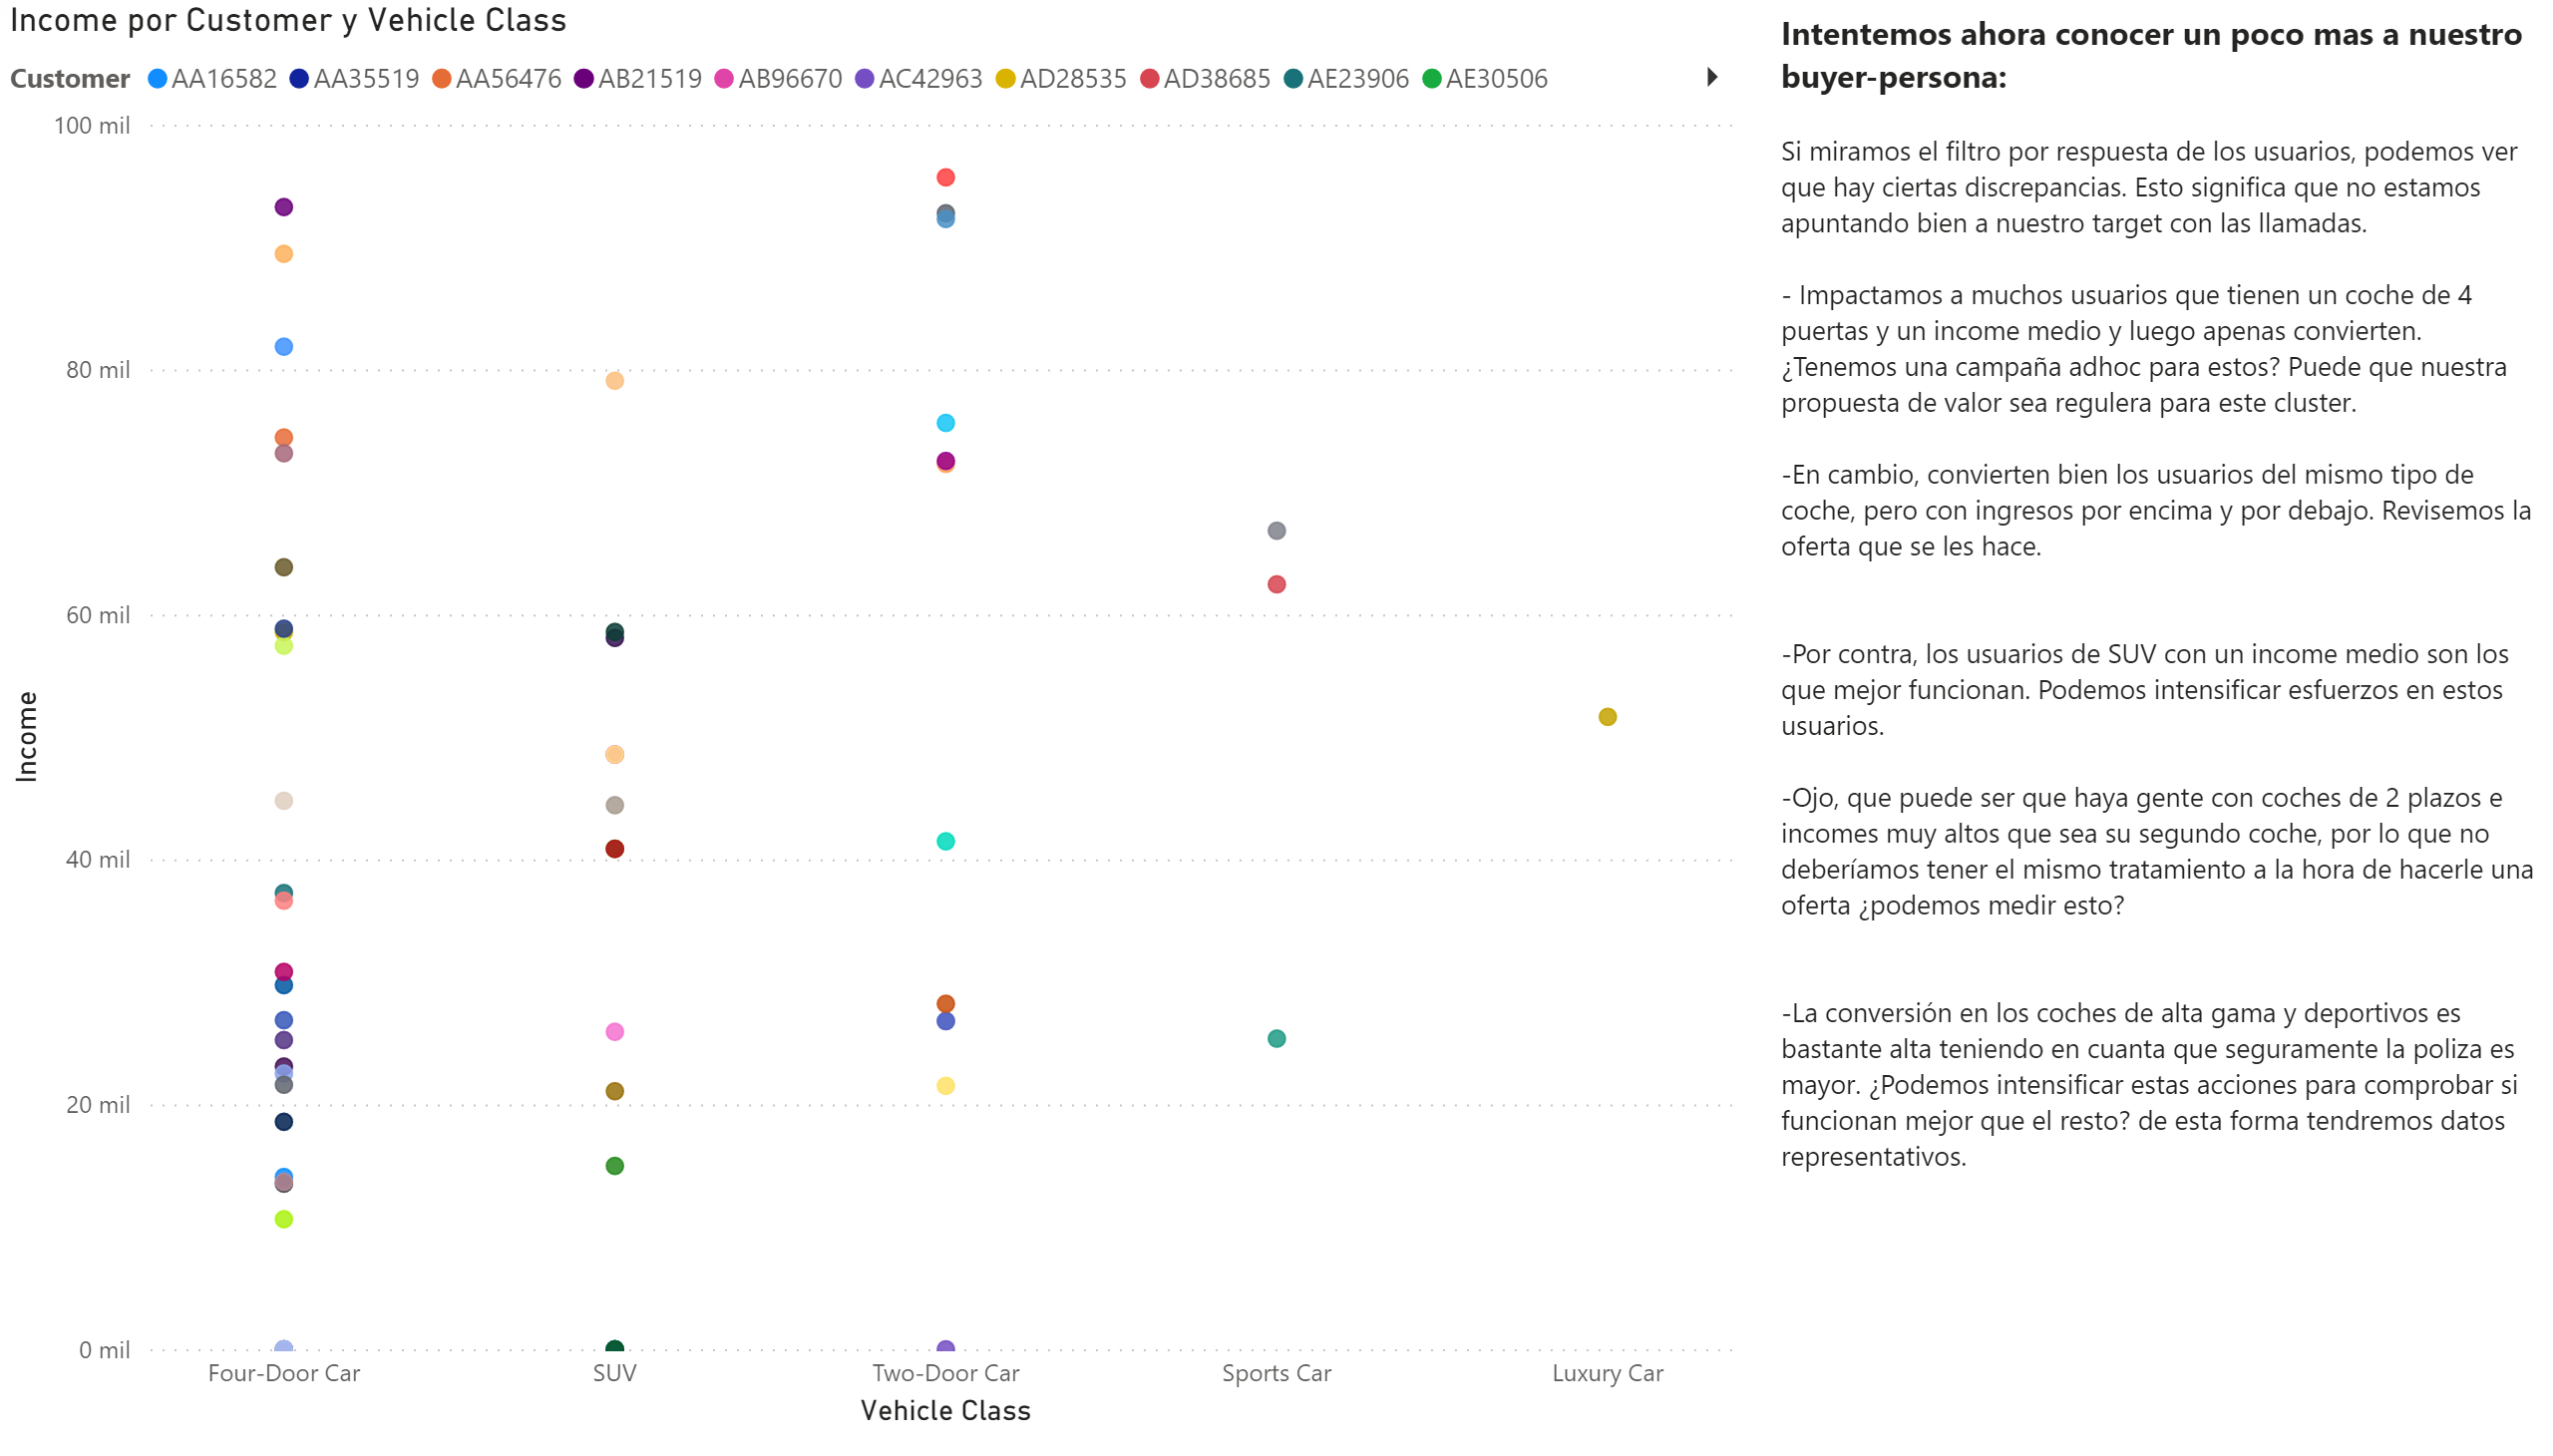 Income por Customer y Vehicle Class
Customer AA16582 AA35519 AA56476 AB21519 AB96670 AC42963 AD28535 AD38685 AE23906 AE30506
100 mil
80 mil
60 mil
40 mil
20 mil
0 mil
Income
Four-Door Car SUV Two-Door Car Sports Car Luxury Car
Vehicle Class
Intentemos ahora conocer un poco mas a nuestro
buyer-persona:
Si miramos el filtro por respuesta de los usuarios, podemos ver
que hay ciertas discrepancias. Esto significa que no estamos
apuntando bien a nuestro target con las llamadas.
- Impactamos a muchos usuarios que tienen un coche de 4
puertas y un income medio y luego apenas convierten.
¿Tenemos una campaña adhoc para estos? Puede que nuestra
propuesta de valor sea regulera para este cluster.
-En cambio, convierten bien los usuarios del mismo tipo de
coche, pero con ingresos por encima y por debajo. Revisemos la
oferta que se les hace.
-Por contra, los usuarios de SUV con un income medio son los
que mejor funcionan. Podemos intensificar esfuerzos en estos
usuarios.
-Ojo, que puede ser que haya gente con coches de 2 plazos e
incomes muy altos que sea su segundo coche, por lo que no
deberíamos tener el mismo tratamiento a la hora de hacerle una
oferta ¿podemos medir esto?
-La conversión en los coches de alta gama y deportivos es
bastante alta teniendo en cuanta que seguramente la poliza es
mayor. ¿Podemos intensificar estas acciones para comprobar si
funcionan mejor que el resto? de esta forma tendremos datos
representativos.